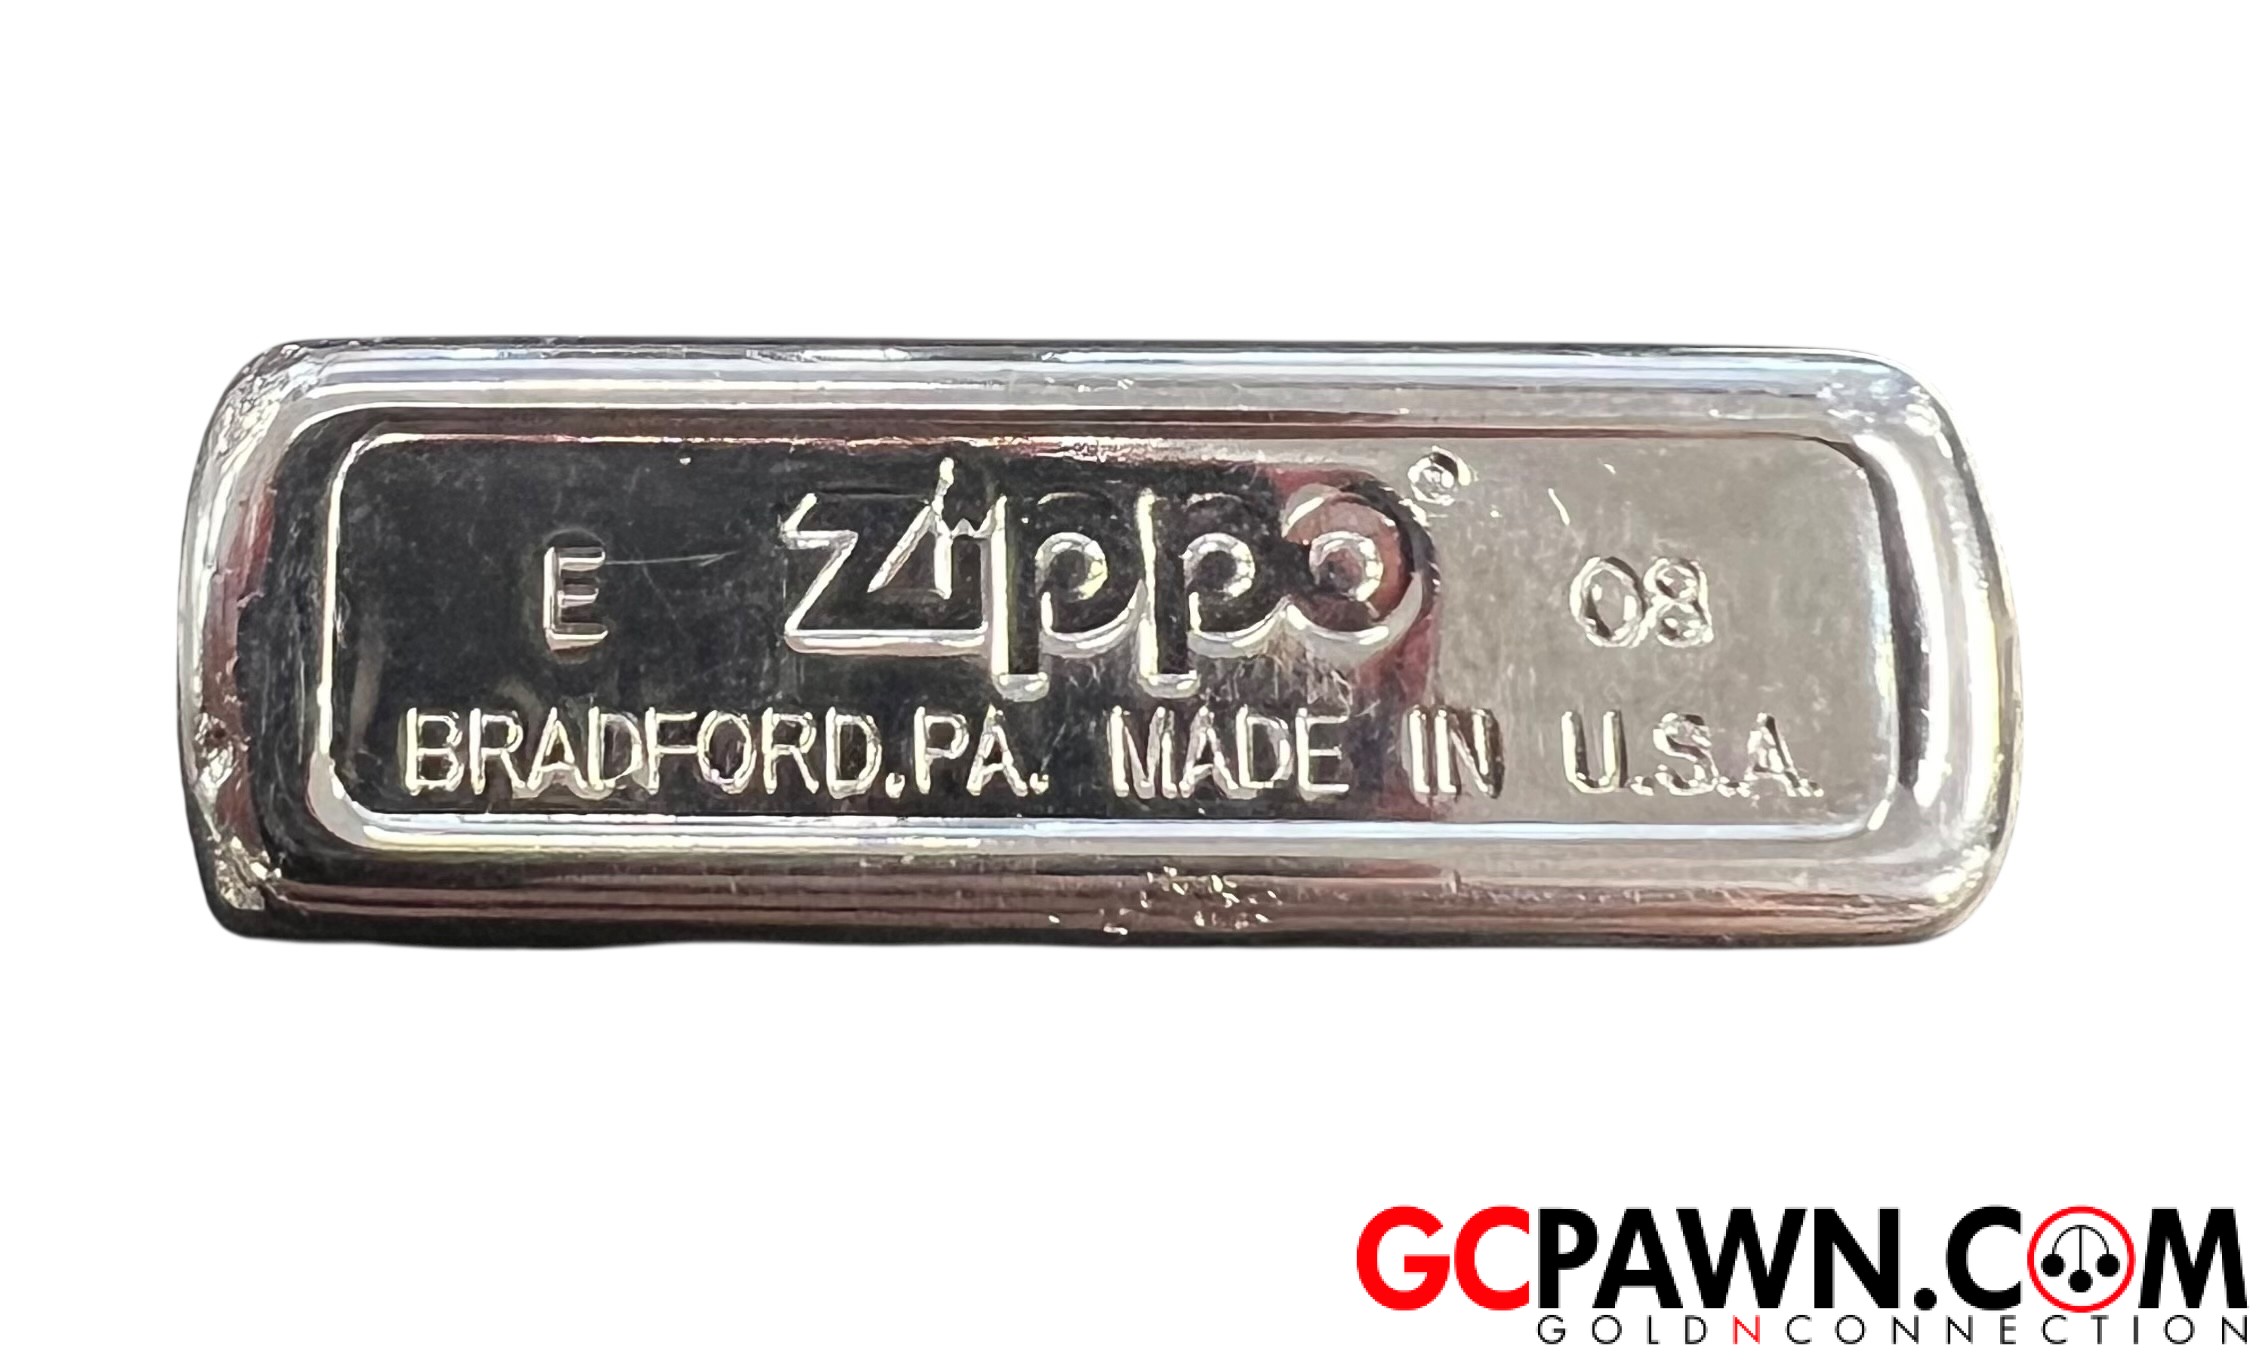 E Zippo ® 08
BRADFORD,PA. MADE IN U.S.A.
GCPAWN.COM
GOLDNCONNECTION